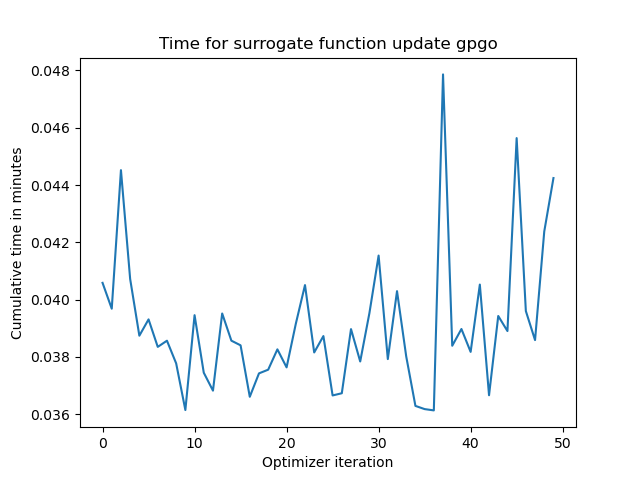 Time for surrogate function update gpgo
Cumulative time in minutes
0.048
0.046
0.044
0.042
0.040
0.038
0.036
0 10 20 30 40 50
Optimizer iteration